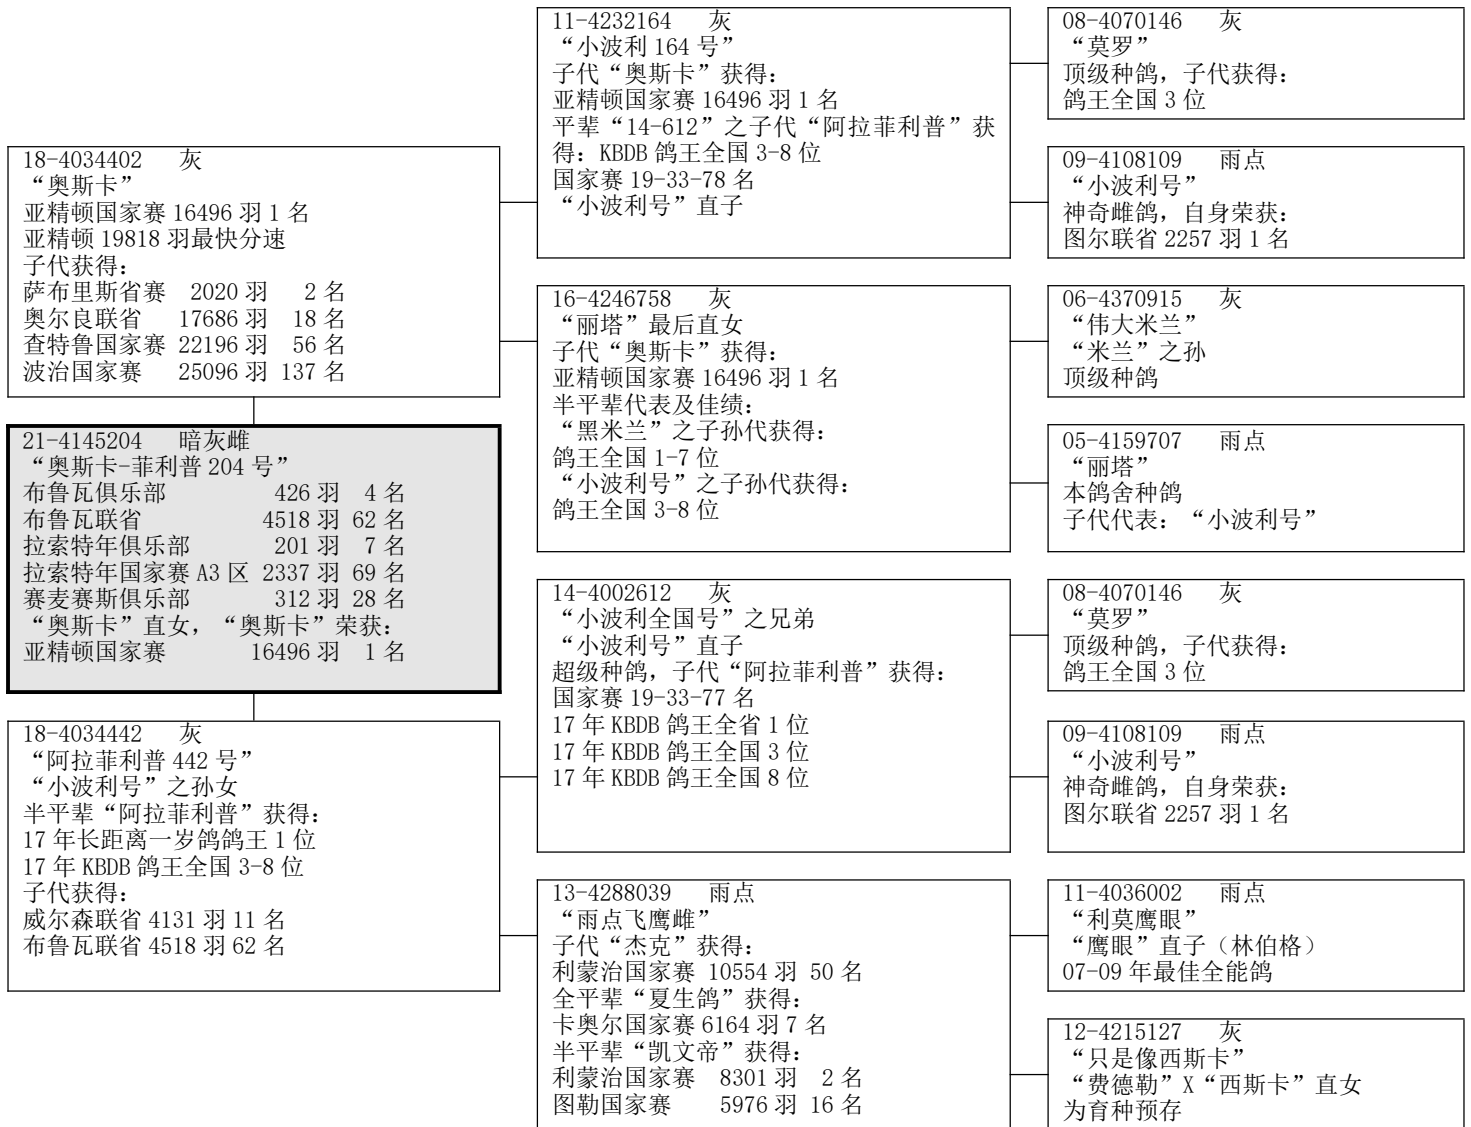 18-4034402 灰
“奥斯卡”
亚精顿国家赛 16496 羽 1 名
亚精顿 19818 羽最快分速
子代获得：
萨布里斯省赛 2020 羽 2 名
奥尔良联省 17686 羽 18 名
查特鲁国家赛 22196 羽 56 名
波治国家赛 25096 羽 137 名
21-4145204 暗灰雌
“奥斯卡-菲利普 204 号”
布鲁瓦俱乐部 426 羽 4 名
布鲁瓦联省 4518 羽 62 名
拉索特年俱乐部 201 羽 7 名
拉索特年国家赛 A3 区 2337 羽 69 名
赛麦赛斯俱乐部 312 羽 28 名
“奥斯卡”直女，“奥斯卡”荣获：
亚精顿国家赛 16496 羽 1 名
18-4034442 灰
“阿拉菲利普 442 号”
“小波利号”之孙女
半平辈“阿拉菲利普”获得：
17 年长距离一岁鸽鸽王 1 位
17 年 KBDB 鸽王全国 3-8 位
子代获得：
威尔森联省 4131 羽 11 名
布鲁瓦联省 4518 羽 62 名
11-4232164 灰
“小波利 164 号”
子代“奥斯卡”获得：
亚精顿国家赛 16496 羽 1 名
平辈“14-612”之子代“阿拉菲利普”获
得：KBDB 鸽王全国 3-8 位
国家赛 19-33-78 名
“小波利号”直子
16-4246758 灰
“丽塔”最后直女
子代“奥斯卡”获得：
亚精顿国家赛 16496 羽 1 名
半平辈代表及佳绩：
“黑米兰”之子孙代获得：
鸽王全国 1-7 位
“小波利号”之子孙代获得：
鸽王全国 3-8 位
14-4002612 灰
“小波利全国号”之兄弟
“小波利号”直子
超级种鸽，子代“阿拉菲利普”获得：
国家赛 19-33-77 名
17 年 KBDB 鸽王全省 1 位
17 年 KBDB 鸽王全国 3 位
17 年 KBDB 鸽王全国 8 位
13-4288039 雨点
“雨点飞鹰雌”
子代“杰克”获得：
利蒙治国家赛 10554 羽 50 名
全平辈“夏生鸽”获得：
卡奥尔国家赛 6164 羽 7 名
半平辈“凯文帝”获得：
利蒙治国家赛 8301 羽 2 名
图勒国家赛 5976 羽 16 名
08-4070146 灰
“莫罗”
顶级种鸽，子代获得：
鸽王全国 3 位
09-4108109 雨点
“小波利号”
神奇雌鸽，自身荣获：
图尔联省 2257 羽 1 名
06-4370915 灰
“伟大米兰”
“米兰”之孙
顶级种鸽
05-4159707 雨点
“丽塔”
本鸽舍种鸽
子代代表：“小波利号”
08-4070146 灰
“莫罗”
顶级种鸽，子代获得：
鸽王全国 3 位
09-4108109 雨点
“小波利号”
神奇雌鸽，自身荣获：
图尔联省 2257 羽 1 名
11-4036002 雨点
“利莫鹰眼”
“鹰眼”直子（林伯格）
07-09 年最佳全能鸽
12-4215127 灰
“只是像西斯卡”
“费德勒”X“西斯卡”直女
为育种预存